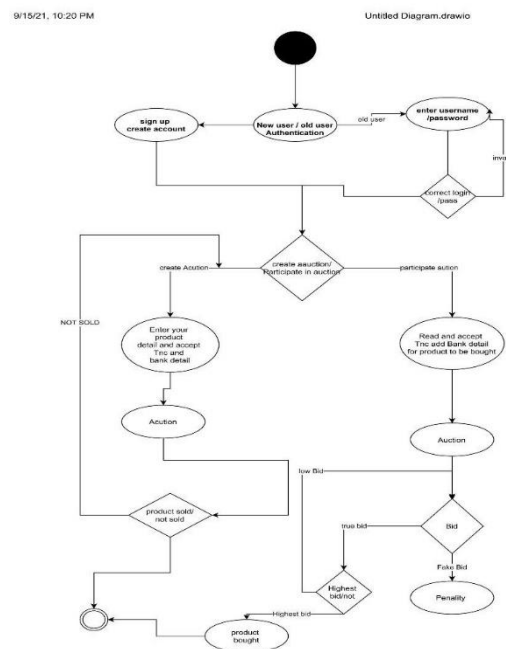 9/15/21, 10:20 PM
Untitled Diagram.drawio
sign up
create account
New user / old user
Authentication
old user
enter username
/password
inva
correct login
/pass
create aauction/
Participate in auction
create Acution
participate aution
NOT SOLD
Enter your
product
detail and accept
Tnc and
bank detail
Read and accept
Tnc add Bank detail
for product to be bought
Acution
Auction
low Bid
product sold/
not sold
true bid
Bid
Fake Bid
Highest
bid/not
Penality
Highest bid
product
bought